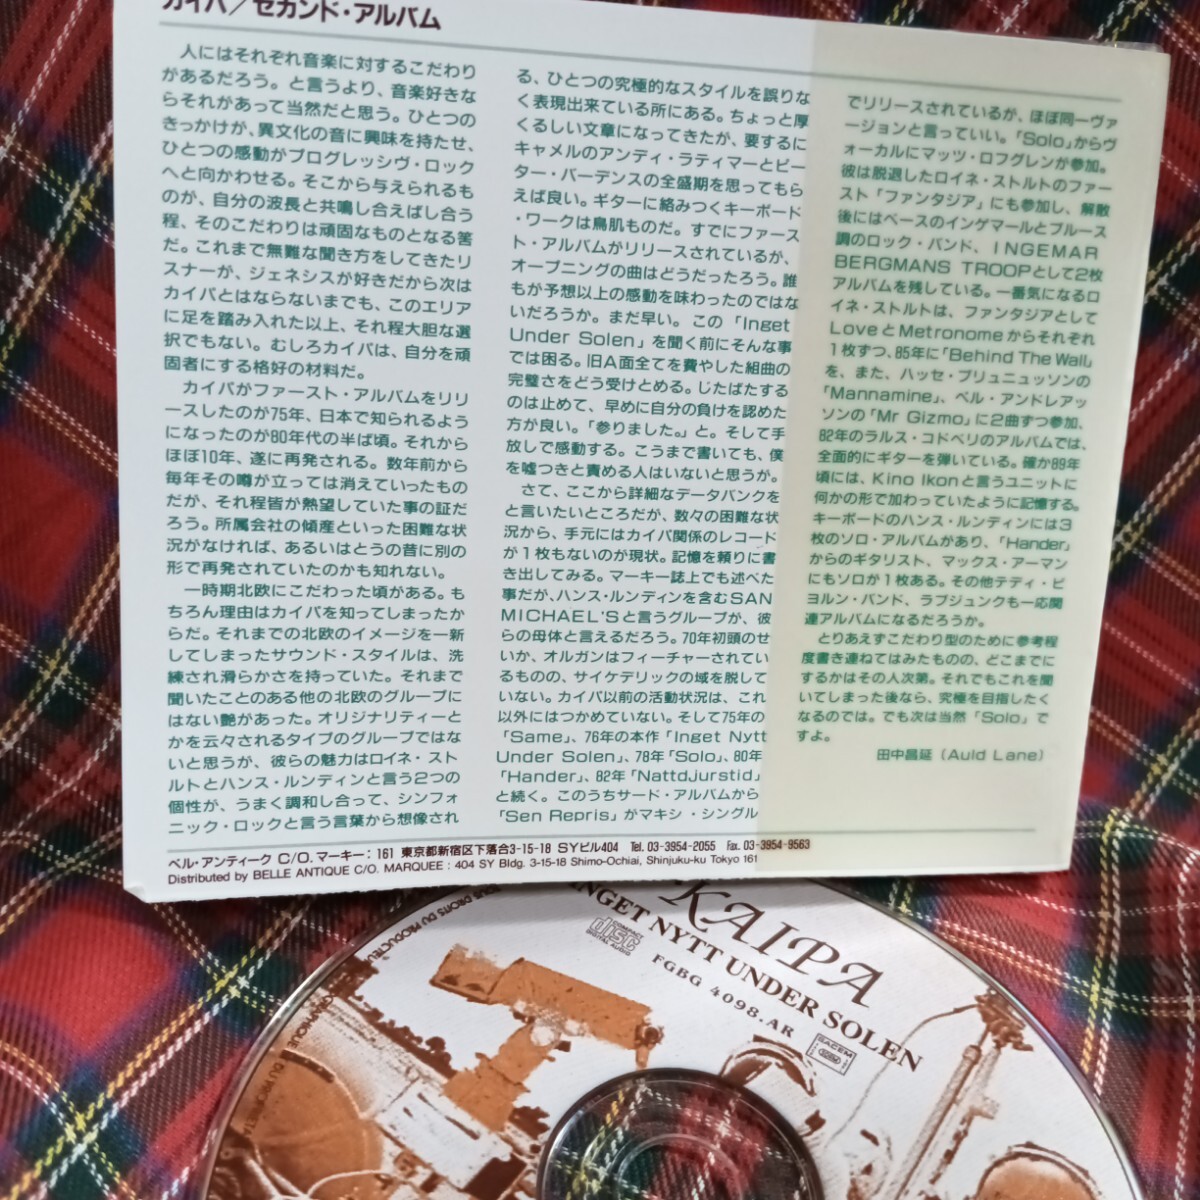 カイパ／セカンド・アルバム
人にはそれぞれ音楽に対するこだわり
があるだろう。と言うより、音楽好きな
らそれがあって当然だと思う。ひとつの
きっかけが、異文化の音に興味を持たせ、
ひとつの感動がプログレッシヴ・ロック
へと向かわせる。そこから与えられるも
のが、自分の波長と共鳴し合えばし合う
程、そのこだわりは頑固なものとなる筈
だ。これまで無難な聞き方をしてきたリ
スナーが、ジェネシスが好きだから次は
カイパとはならないまでも、このエリア
に足を踏み入れた以上、それ程大胆な選
択でもない。むしろカイパは、自分を頑
固者にする格好の材料だ。
カイパがファースト・アルバムをリリ
ースしたのが75年、日本で知られるよう
になったのが80年代の半ば頃。それから
ほぼ10年、遂に再発される。数年前から
毎年その噂が立っては消えていったもの
だが、それ程皆が熱望していた事の証だ
ろう。所属会社の傾産といった困難な状
況がなければ、あるいはとうの昔に別の
形で再発されていたのかも知れない。
一時期北欧にこだわった頃がある。も
ちろん理由はカイパを知ってしまったか
らだ。それまでの北欧のイメージを一新
してしまったサウンド・スタイルは、洗
練され滑らかさを持っていた。それまで
聞いたことのある他の北欧のグループに
はない艶があった。オリジナリティーと
かを云々されるタイプのグループではな
いと思うが、彼らの魅力はロイネ・スト
ルトとハンス・ルンディンと言う2つの
個性が、うまく調和し合って、シンフォ
ニック・ロックと言う言葉から想像され
る、ひとつの究極的なスタイルを誤りな
く表現出来ている所にある。ちょっと厚
くるしい文章になってきたが、要するに
キャメルのアンディ・ラティマーとピー
ター・バーデンスの全盛期を思ってもら
えば良い。ギターに絡みつくキーボード
・ワークは鳥肌ものだ。すでにファース
ト・アルバムがリリースされているが、
オープニングの曲はどうだったろう。誰
もが予想以上の感動を味わったのではな
いだろうか。まだ早い。この「Inget
Under Solen」を聞く前にそんな事
では困る。旧A面全てを費やした組曲の
完璧さをどう受けとめる。じたばたする
のは止めて、早めに自分の負けを認めた
方が良い。「参りました。」と。そして手
放しで感動する。こうまで書いても、僕
を嘘つきと責める人はいないと思うが。
さて、ここから詳細なデータバンクを
と言いたいところだが、数々の困難な状
況から、手元にはカイパ関係のレコード
が1枚もないのが現状。記憶を頼りに書
き出してみる。マーキー誌上でも述べた
事だが、ハンス・ルンディンを含むSAN
MICHAEL'Sと言うグループが、彼
らの母体と言えるだろう。70年初頭のせ
いか、オルガンはフィーチャーされてい
るものの、サイケデリックの域を脱して
いない。カイパ以前の活動状況は、これ
以外にはつかめていない。そして75年の
「Same」、76年の本作「Inget Nytt
Under Solen」、78年「Solo」、80年
「Hander」、82年「Nattdjurstid」
と続く。このうちサード・アルバムから
「Sen Repris」がマキシ・シングル
でリリースされているが、ほぼ同一ヴァ
ージョンと言っていい。「Solo」からヴ
ォーカルにマッツ・ロフグレンが参加。
彼は脱退したロイネ・ストルトのファー
スト「ファンタジア」にも参加し、解散
後にはベースのインゲマールとブルース
調のロック・バンド、INGEMAR
BERGMANS TROOPとして2枚
アルバムを残している。一番気になるロ
イネ・ストルトは、ファンタジアとして
LoveとMetronomeからそれぞれ
1枚ずつ、85年に「Behind The Wall」
を、また、ハッセ・ブリュニュッソンの
「Mannamine」、ペル・アンドレアッ
ソンの「Mr Gizmo」に2曲ずつ参加、
82年のラルス・コドベリのアルバムでは、
全面的にギターを弾いている。確か89年
頃には、Kino Ikonと言うユニットに
何かの形で加わっていたように記憶する。
キーボードのハンス・ルンディンには3
枚のソロ・アルバムがあり、「Hander」
からのギタリスト、マックス・アーマン
にもソロが1枚ある。その他テディ・ビ
ヨルン・バンド、ラブジュンクも一応関
連アルバムになるだろうか。
とりあえずこだわり型のために参考程
度書き連ねてはみたものの、どこまでに
するかはその人次第。それでもこれを聞
いてしまった後なら、究極を目指したく
なるのでは。でも次は当然「Solo」で
すよ。
田中昌延（Auld Lane）
ベル・アンティーク C/O. マーキー：161 東京都新宿区下落合3-15-18 SYビル404 Tel. 03-3954-2055 Fax. 03-3954-9563
Distributed by BELLE ANTIQUE C/O. MARQUEE : 404 SY Bldg. 3-15-18 Shimo-Ochiai, Shinjuku-ku Tokyo 161
KAIPA
INGET NYTT UNDER SOLEN
COMPACT
disc
DIGITAL AUDIO
FGBG 4098.AR
SACEM
DROITS DU PRODUCTEUR